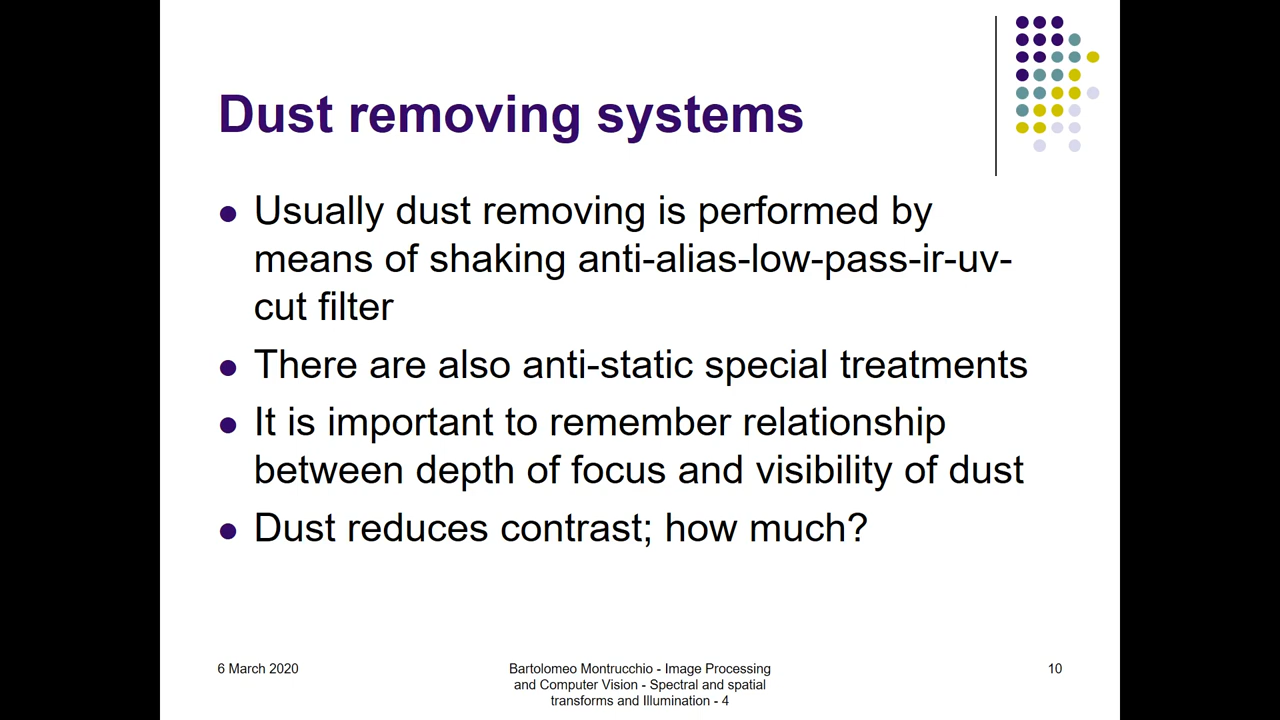 Dust removing systems
Usually dust removing is performed by
means of shaking anti-alias-low-pass-ir-uv-
cut filter
There are also anti-static special treatments
It is important to remember relationship
between depth of focus and visibility of dust
Dust reduces contrast; how much?
6 March 2020
Bartolomeo Montrucchio - Image Processing
and Computer Vision - Spectral and spatial
transforms and Illumination - 4
10